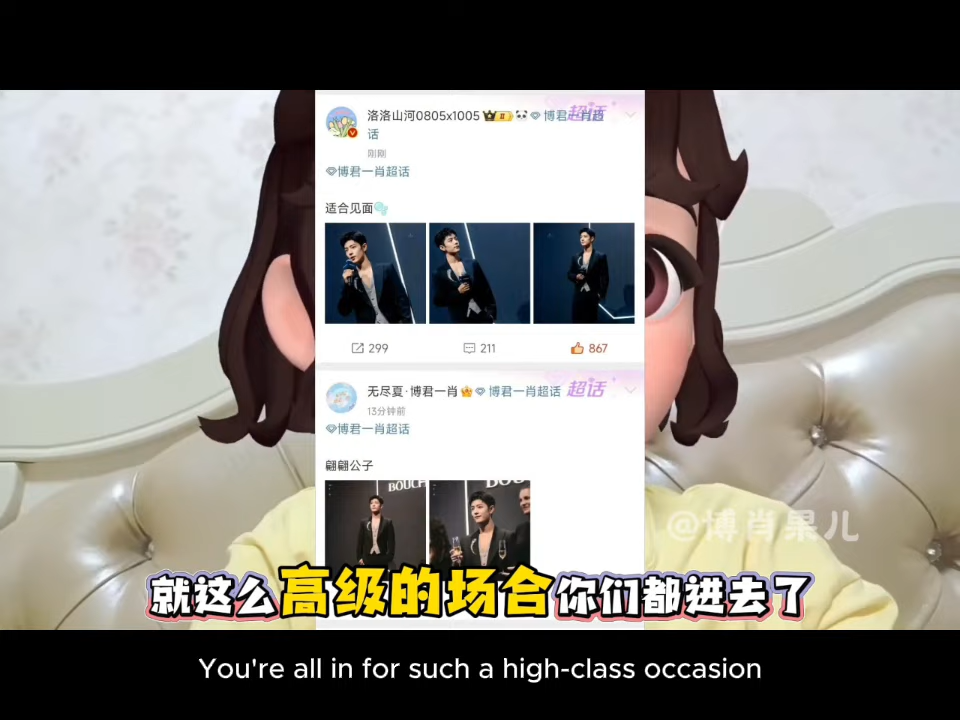 洛洛山河0805x1005 博君一肖超
话
超话
刚刚
博君一肖超话
适合见面
299 211 867
无尽夏·博君一肖 博君一肖超话
超话
13分钟前
博君一肖超话
翩翩公子
BOUCH
BOU
@博肖果儿
就这么高级的场合你们都进去了
You're all in for such a high-class occasion